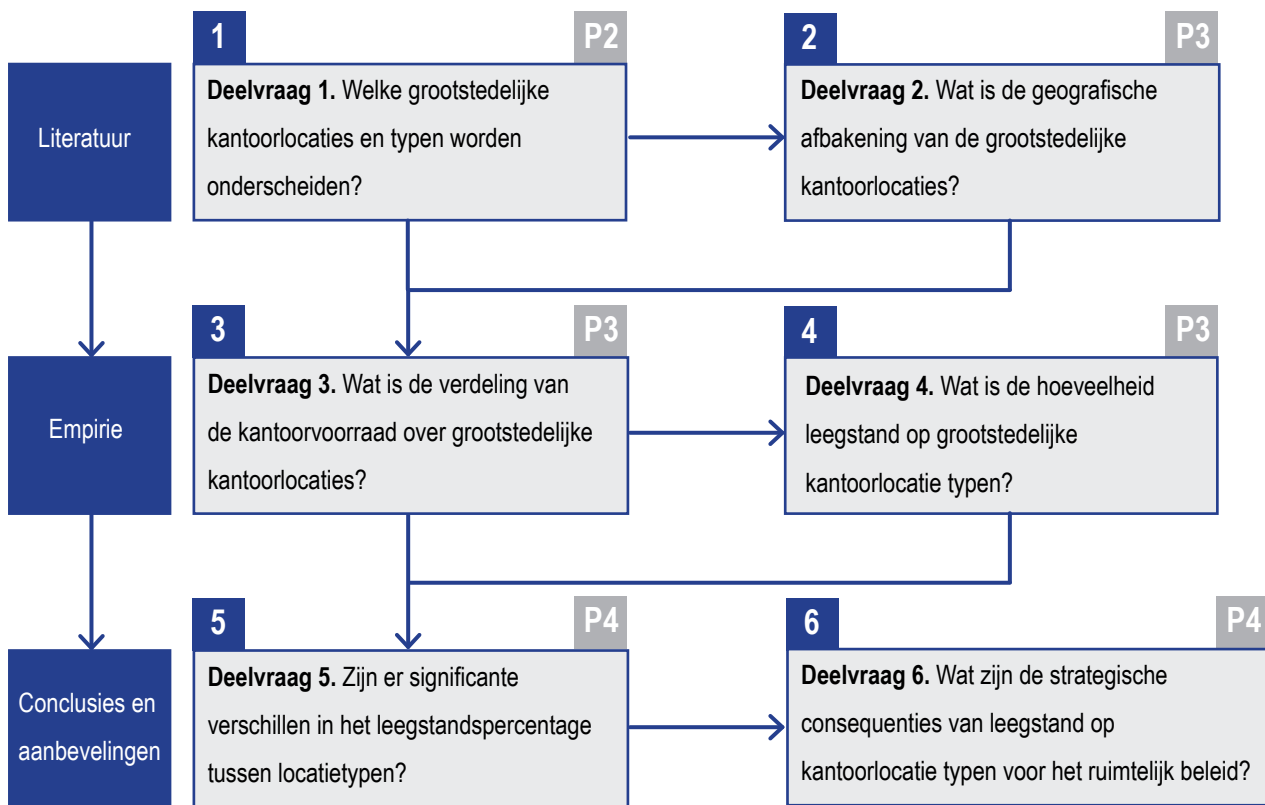 1
P2
2
P3
Literatuur
Deelvraag 1. Welke grootstedelijke
kantoorlocaties en typen worden
onderscheiden?
Deelvraag 2. Wat is de geografische
afbakening van de grootstedelijke
kantoorlocaties?
3
P3
4
P3
Empirie
Deelvraag 3. Wat is de verdeling van
de kantoorvoorraad over grootstedelijke
kantoorlocaties?
Deelvraag 4. Wat is de hoeveelheid
leegstand op grootstedelijke
kantoorlocatie typen?
5
P4
6
P4
Conclusies en
aanbevelingen
Deelvraag 5. Zijn er significante
verschillen in het leegstandspercentage
tussen locatietypen?
Deelvraag 6. Wat zijn de strategische
consequenties van leegstand op
kantoorlocatie typen voor het ruimtelijk beleid?